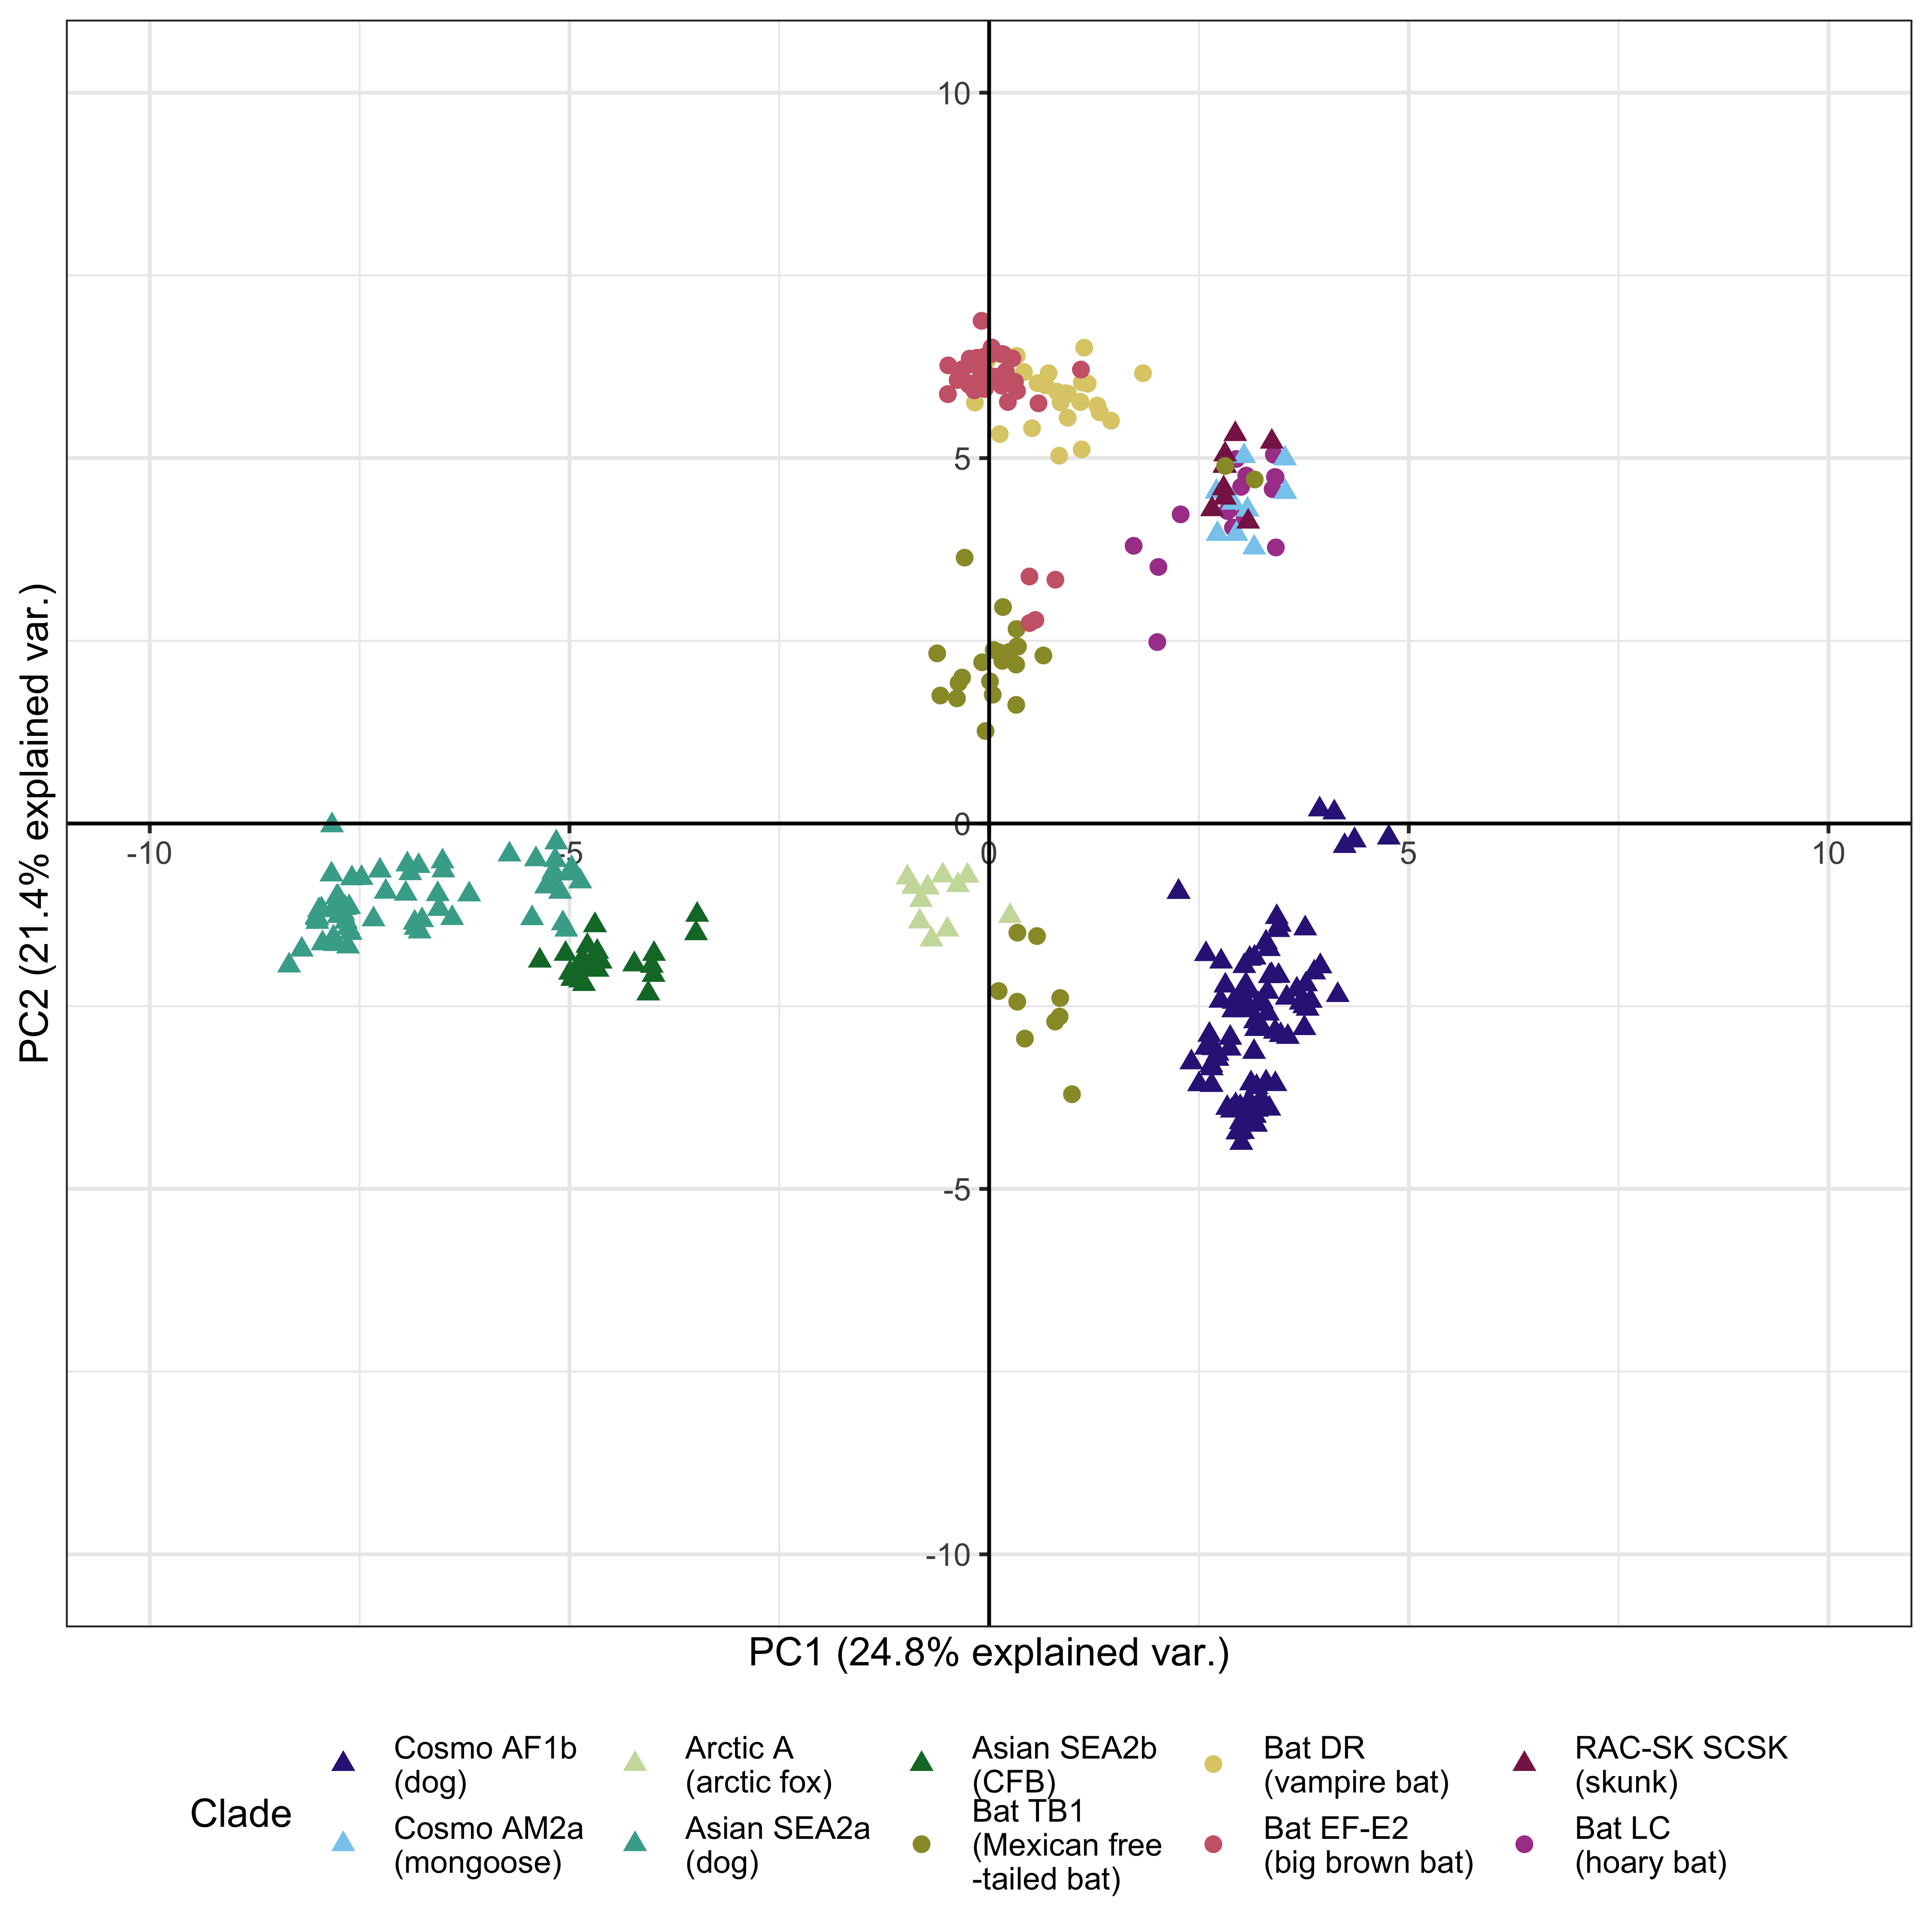 10
5
0
-5
-10
-10
-5
0
5
10
PC2 (21.4% explained var.)
PC1 (24.8% explained var.)
Clade
Cosmo AF1b
(dog)
Cosmo AM2a
(mongoose)
Arctic A
(arctic fox)
Asian SEA2a
(dog)
Asian SEA2b
(CFB)
Bat TB1
(Mexican free
-tailed bat)
Bat DR
(vampire bat)
Bat EF-E2
(big brown bat)
RAC-SK SCSK
(skunk)
Bat LC
(hoary bat)